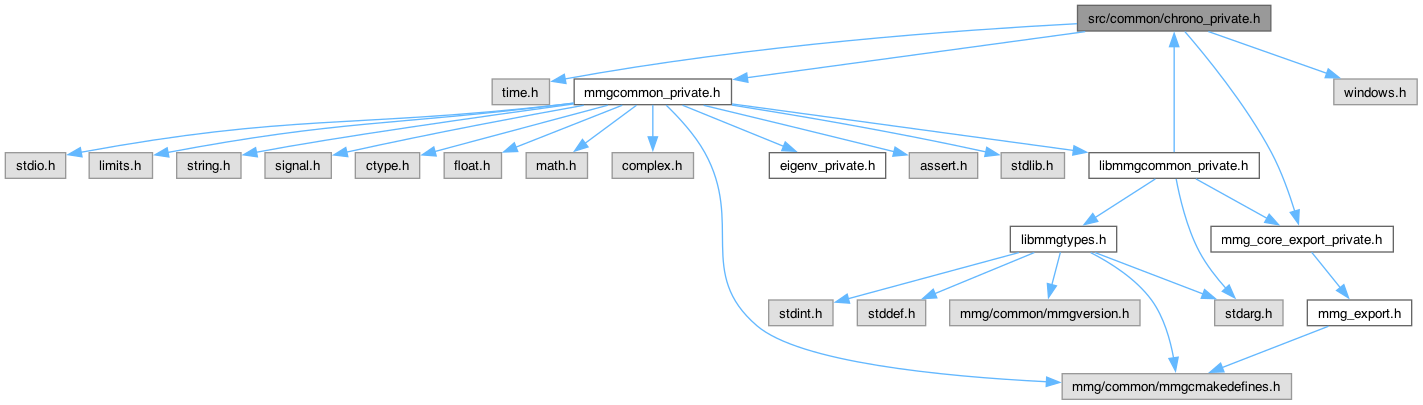 src/common/chrono_private.h
time.h
mmgcommon_private.h
windows.h
stdio.h
limits.h
string.h
signal.h
ctype.h
float.h
math.h
complex.h
eigenv_private.h
assert.h
stdlib.h
libmmgcommon_private.h
libmmgtypes.h
mmg_core_export_private.h
stdint.h
stddef.h
mmg/common/mmgversion.h
stdarg.h
mmg_export.h
mmg/common/mmgcmakedefines.h